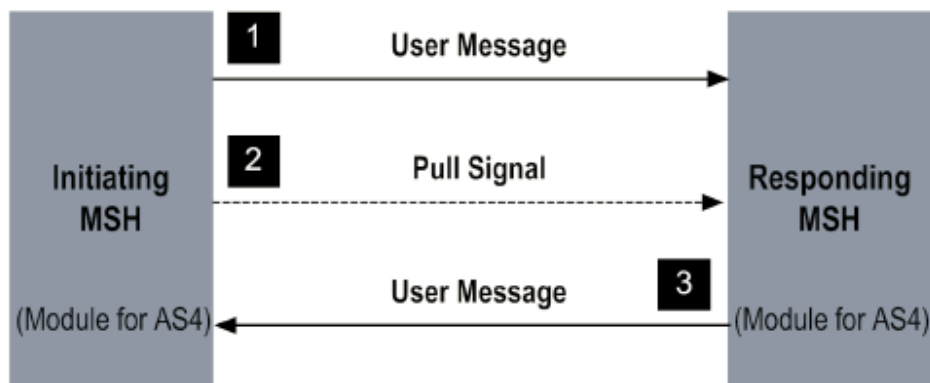 1
User Message
2
Pull Signal
Initiating
MSH
Responding
MSH
User Message
3
(Module for AS4)
(Module for AS4)